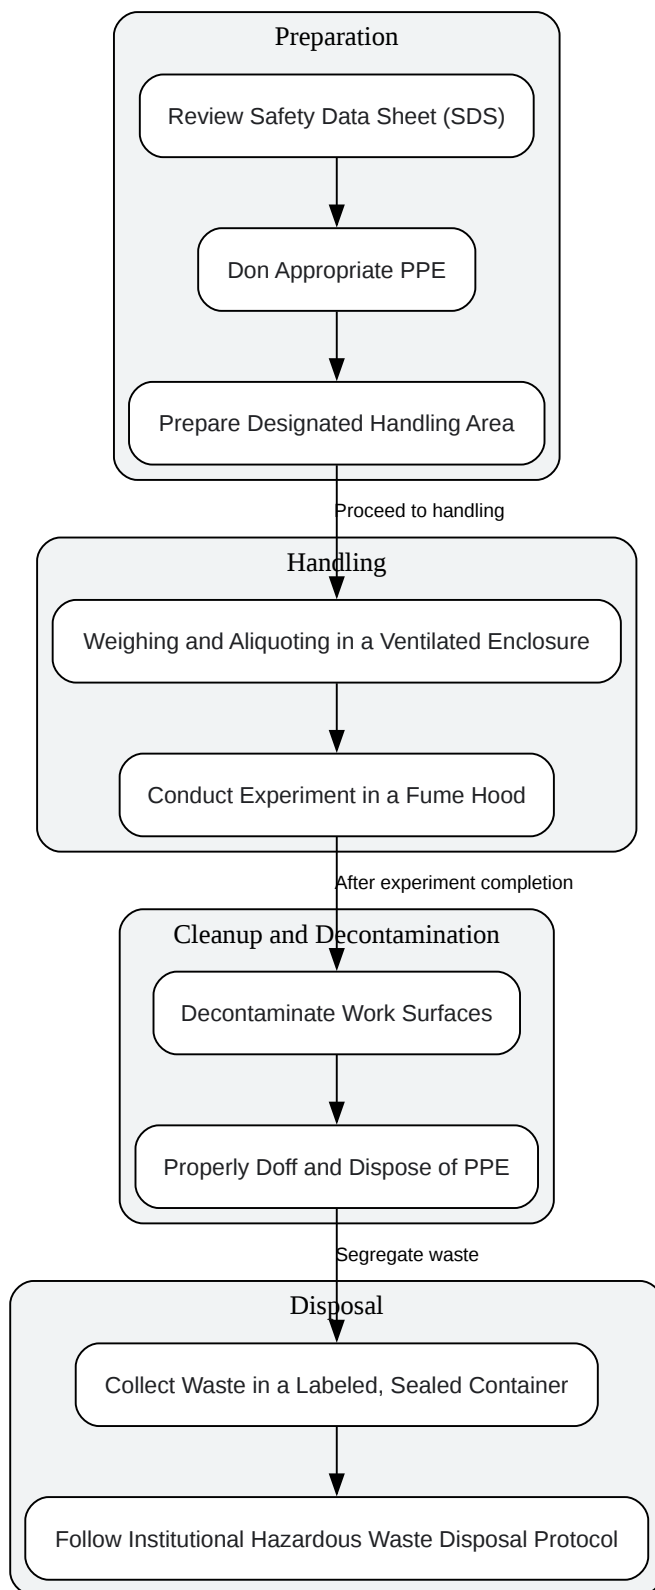 Preparation
Review Safety Data Sheet (SDS)
Don Appropriate PPE
Prepare Designated Handling Area
Proceed to handling
Handling
Weighing and Aliquoting in a Ventilated Enclosure
Conduct Experiment in a Fume Hood
After experiment completion
Cleanup and Decontamination
Decontaminate Work Surfaces
Properly Doff and Dispose of PPE
Segregate waste
Disposal
Collect Waste in a Labeled, Sealed Container
Follow Institutional Hazardous Waste Disposal Protocol